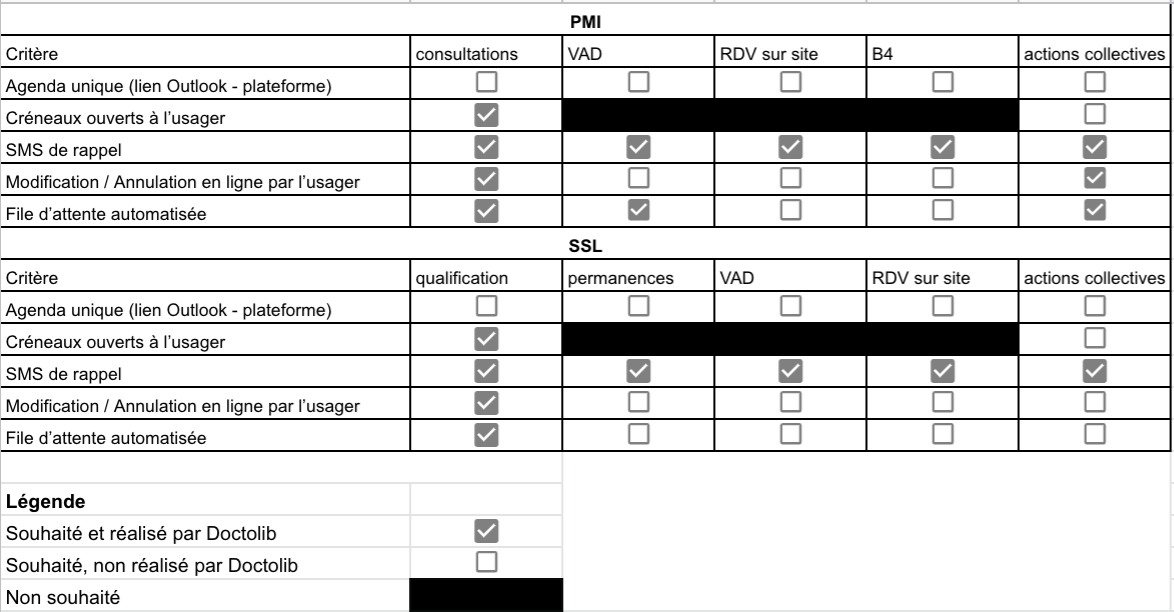 PMI
Critère consultations VAD RDV sur site B4 actions collectives
Agenda unique (lien Outlook - plateforme)
Créneaux ouverts à l’usager
SMS de rappel
Modification / Annulation en ligne par l’usager
File d’attente automatisée
SSL
Critère qualification permanences VAD RDV sur site actions collectives
Agenda unique (lien Outlook - plateforme)
Créneaux ouverts à l’usager
SMS de rappel
Modification / Annulation en ligne par l’usager
File d’attente automatisée
Légende
Souhaité et réalisé par Doctolib
Souhaité, non réalisé par Doctolib
Non souhaité